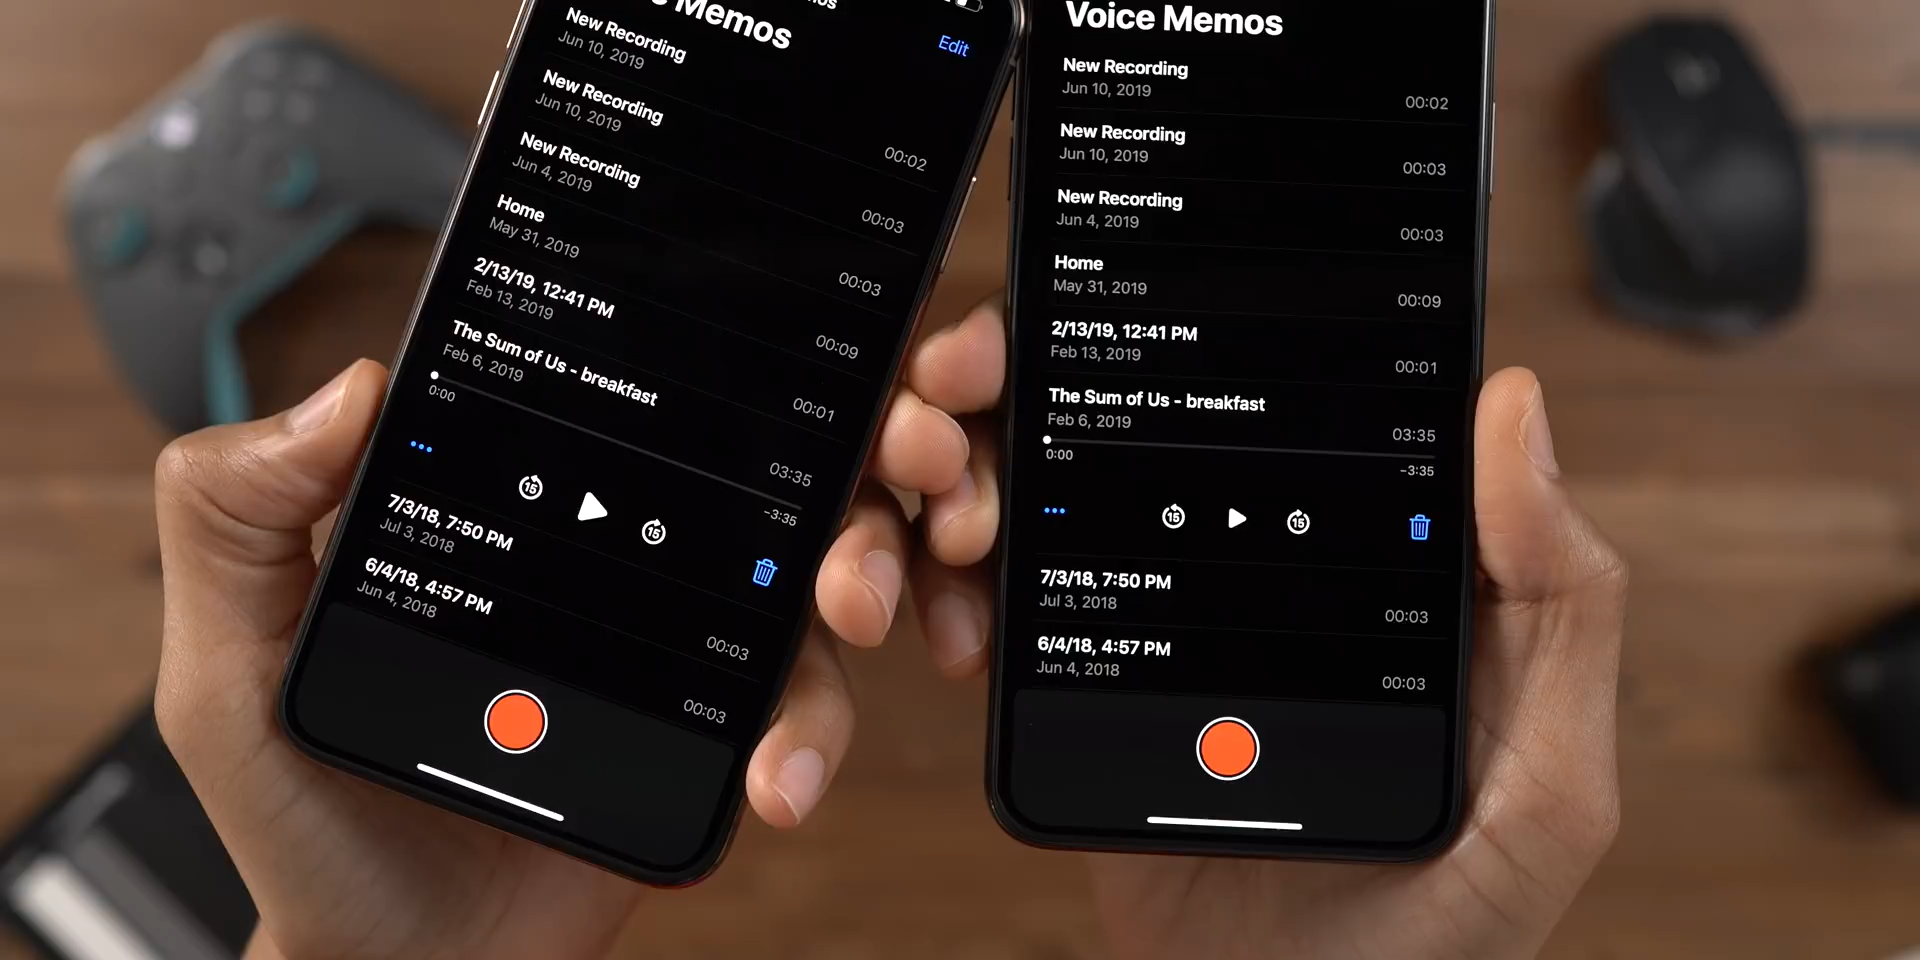 Memos
Edit
New Recording
Jun 10, 2019
00:02
New Recording
Jun 10, 2019
00:03
New Recording
Jun 4, 2019
00:03
Home
May 31, 2019
00:09
2/13/19, 12:41 PM
Feb 13, 2019
00:01
The Sum of Us - breakfast
Feb 6, 2019
03:35
0:00
-3:35
15
15
7/3/18, 7:50 PM
Jul 3, 2018
00:03
6/4/18, 4:57 PM
Jun 4, 2018
00:03
Voice Memos
New Recording
Jun 10, 2019
00:02
New Recording
Jun 10, 2019
00:03
New Recording
Jun 4, 2019
00:03
Home
May 31, 2019
00:09
2/13/19, 12:41 PM
Feb 13, 2019
00:01
The Sum of Us - breakfast
Feb 6, 2019
03:35
0:00
-3:35
15
15
7/3/18, 7:50 PM
Jul 3, 2018
00:03
6/4/18, 4:57 PM
Jun 4, 2018
00:03